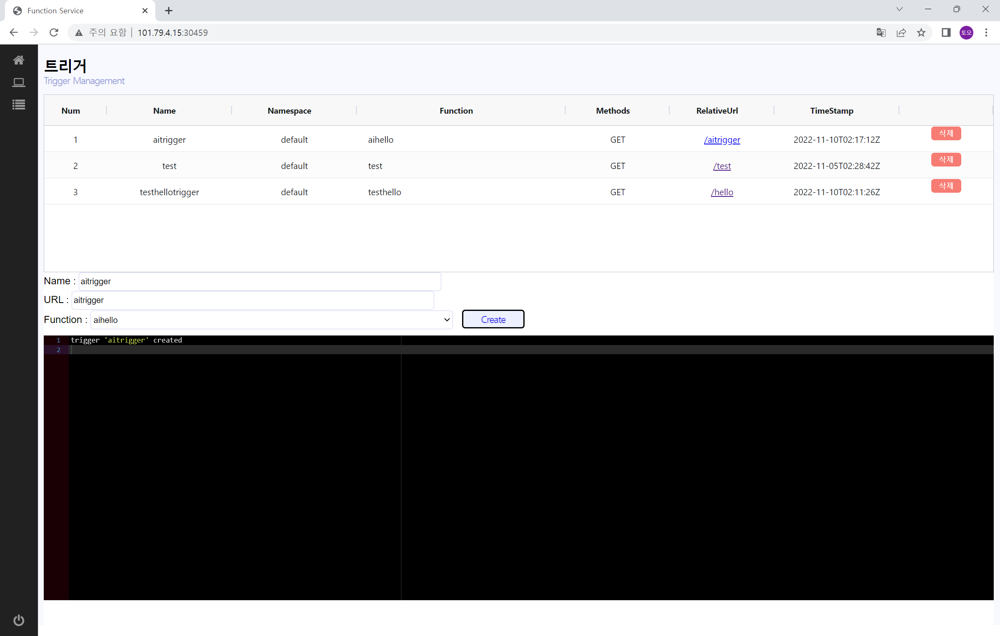 Function Service
주의 요함 101.79.4.15:30459
토모
트리거
Trigger Management
Num Name Namespace Function Methods RelativeUrl TimeStamp
1 aitrigger default aihello GET /aitrigger 2022-11-10T02:17:12Z 삭제
2 test default test GET /test 2022-11-05T02:28:42Z 삭제
3 testhellotrigger default testhello GET /hello 2022-11-10T02:11:26Z 삭제
Name : aitrigger
URL : aitrigger
Function : aihello Create
1 trigger 'aitrigger' created
2